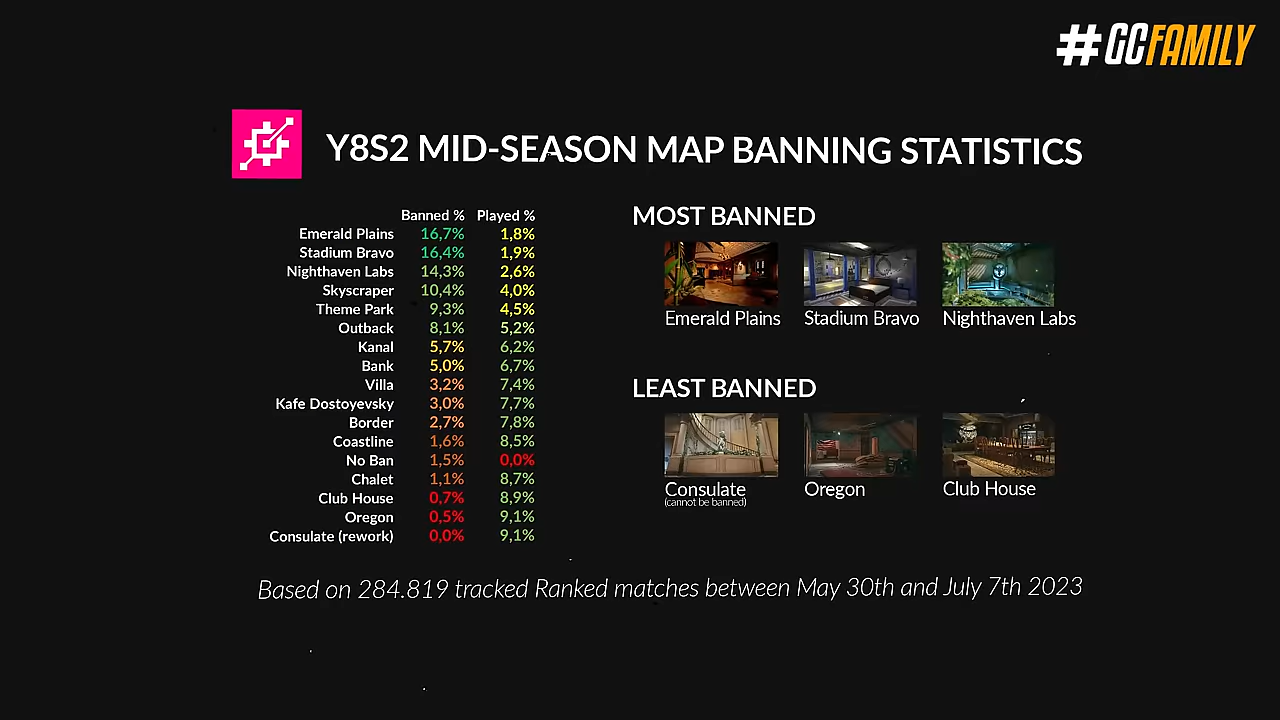 #GCFAMILY
Y8S2 MID-SEASON MAP BANNING STATISTICS
Banned % Played %
Emerald Plains 16,7% 1,8%
Stadium Bravo 16,4% 1,9%
Nighthaven Labs 14,3% 2,6%
Skyscraper 10,4% 4,0%
Theme Park 9,3% 4,5%
Outback 8,1% 5,2%
Kanal 5,7% 6,2%
Bank 5,0% 6,7%
Villa 3,2% 7,4%
Kafe Dostoyevsky 3,0% 7,7%
Border 2,7% 7,8%
Coastline 1,6% 8,5%
No Ban 1,5% 0,0%
Chalet 1,1% 8,7%
Club House 0,7% 8,9%
Oregon 0,5% 9,1%
Consulate (rework) 0,0% 9,1%
MOST BANNED
Emerald Plains Stadium Bravo Nighthaven Labs
LEAST BANNED
Consulate Oregon Club House
(cannot be banned)
Based on 284.819 tracked Ranked matches between May 30th and July 7th 2023